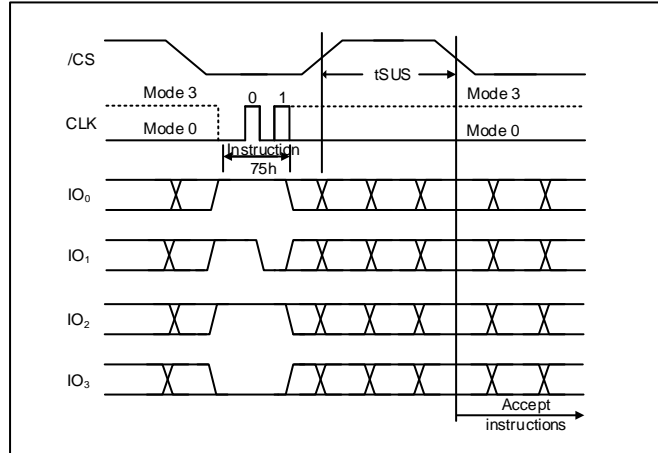 /CS
tSUS
Mode 3
0
1
Mode 3
CLK
Mode 0
Mode 0
Instruction
75h
IO₀
IO₁
IO₂
IO₃
Accept
instructions